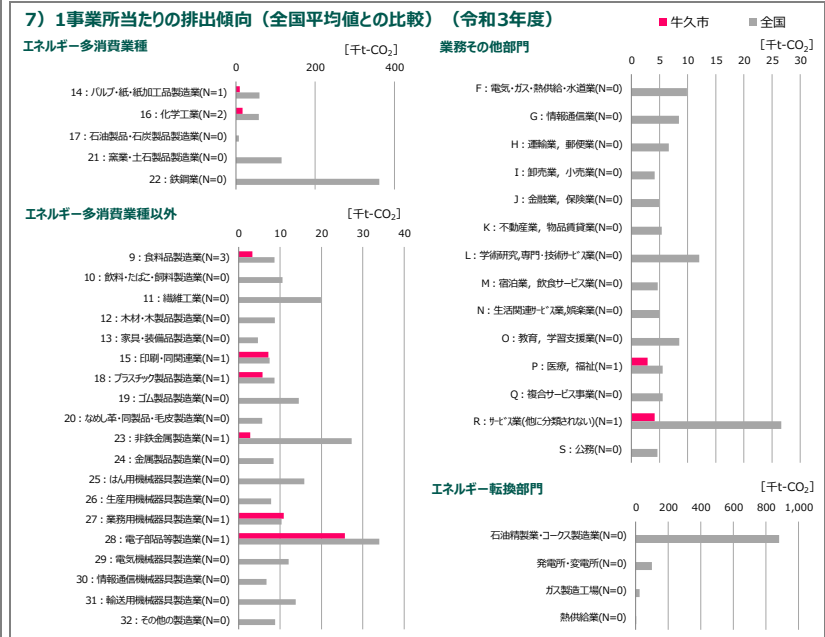 7）1事業所当たりの排出傾向（全国平均値との比較）（令和3年度）
牛久市
全国
エネルギー多消費業種
［千t-CO₂］
0 200 400
14：パルプ・紙・紙加工品製造業(N=1)
16：化学工業(N=2)
17：石油製品・石炭製品製造業(N=0)
21：窯業・土石製品製造業(N=0)
22：鉄鋼業(N=0)
エネルギー多消費業種以外
［千t-CO₂］
0 10 20 30 40
9：食料品製造業(N=3)
10：飲料・たばこ・飼料製造業(N=0)
11：繊維工業(N=0)
12：木材・木製品製造業(N=0)
13：家具・装備品製造業(N=0)
15：印刷・同関連業(N=1)
18：プラスチック製品製造業(N=1)
19：ゴム製品製造業(N=0)
20：なめし革・同製品・毛皮製造業(N=0)
23：非鉄金属製造業(N=1)
24：金属製品製造業(N=0)
25：はん用機械器具製造業(N=0)
26：生産用機械器具製造業(N=0)
27：業務用機械器具製造業(N=1)
28：電子部品等製造業(N=1)
29：電気機械器具製造業(N=0)
30：情報通信機械器具製造業(N=0)
31：輸送用機械器具製造業(N=0)
32：その他の製造業(N=0)
業務その他部門
［千t-CO₂］
0 5 10 15 20 25 30
F：電気・ガス・熱供給・水道業(N=0)
G：情報通信業(N=0)
H：運輸業，郵便業(N=0)
I：卸売業，小売業(N=0)
J：金融業，保険業(N=0)
K：不動産業，物品賃貸業(N=0)
L：学術研究,専門・技術サービス業(N=0)
M：宿泊業，飲食サービス業(N=0)
N：生活関連サービス業,娯楽業(N=0)
O：教育，学習支援業(N=0)
P：医療，福祉(N=1)
Q：複合サービス事業(N=0)
R：サービス業(他に分類されない)(N=1)
S：公務(N=0)
エネルギー転換部門
［千t-CO₂］
0 200 400 600 800 1,000
石油精製業・コークス製造業(N=0)
発電所・変電所(N=0)
ガス製造工場(N=0)
熱供給業(N=0)